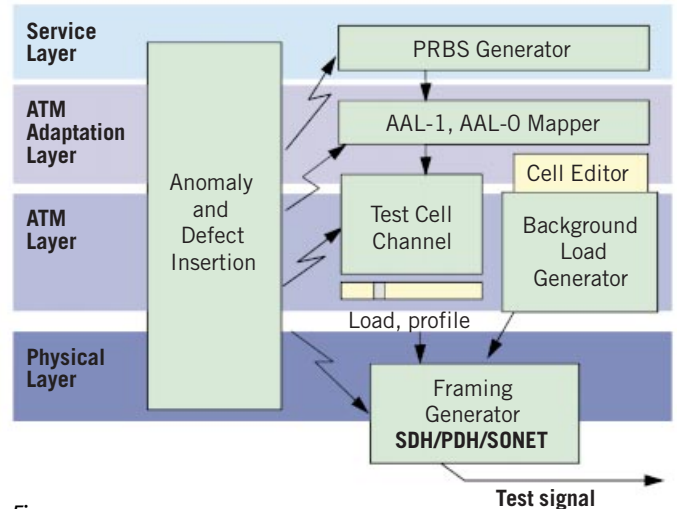 Service
Layer
PRBS Generator
ATM
Adaptation
Layer
AAL-1, AAL-0 Mapper
Anomaly
and
Defect
Insertion
Cell Editor
ATM
Layer
Test Cell
Channel
Background
Load
Generator
Load, profile
Physical
Layer
Framing
Generator
SDH/PDH/SONET
Test signal